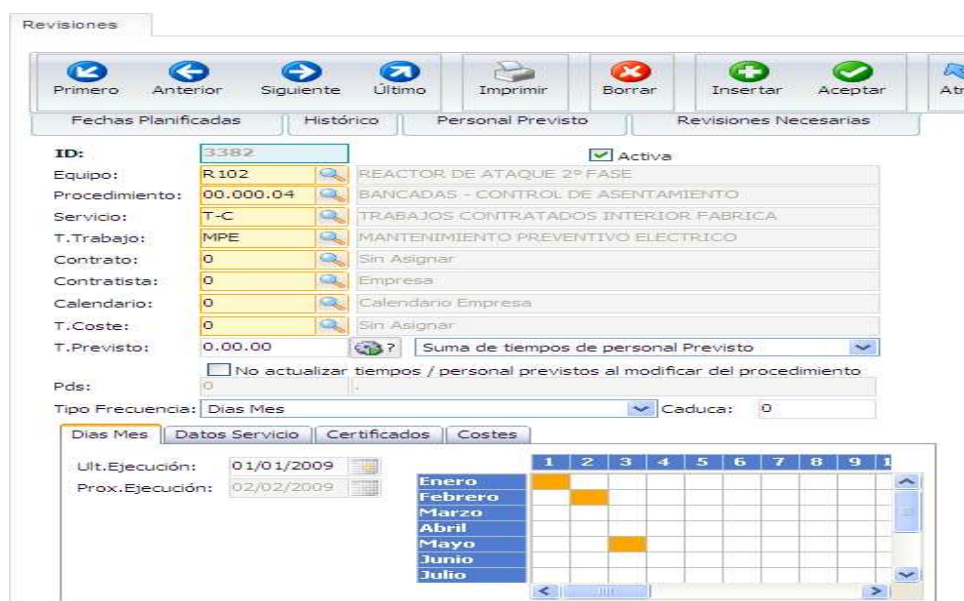 Revisiones
Primero Anterior Siguiente Último Imprimir Borrar Insertar Aceptar
Fechas Planificadas Histórico Personal Previsto Revisiones Necesarias
ID: 3382 Activa
Equipo: R102 REACTOR DE ATAQUE 2º FASE
Procedimiento: 00.000.04 BANCADAS - CONTROL DE ASENTAMIENTO
Servicio: T-C TRABAJOS CONTRATADOS INTERIOR FABRICA
T.Trabajo: MPE MANTENIMIENTO PREVENTIVO ELECTRICO
Contrato: 0 Sin Asignar
Contratista: 0 Empresa
Calendario: 0 Calendario Empresa
T.Coste: 0 Sin Asignar
T.Previsto: 0.00.00 ? Suma de tiempos de personal Previsto
No actualizar tiempos / personal previstos al modificar del procedimiento
Pds: 0 .
Tipo Frecuencia: Dias Mes Caduca: 0
Dias Mes Datos Servicio Certificados Costes
Ult.Ejecución: 01/01/2009
Prox.Ejecución: 02/02/2009
1 2 3 4 5 6 7 8 9
Enero
Febrero
Marzo
Abril
Mayo
Junio
Julio